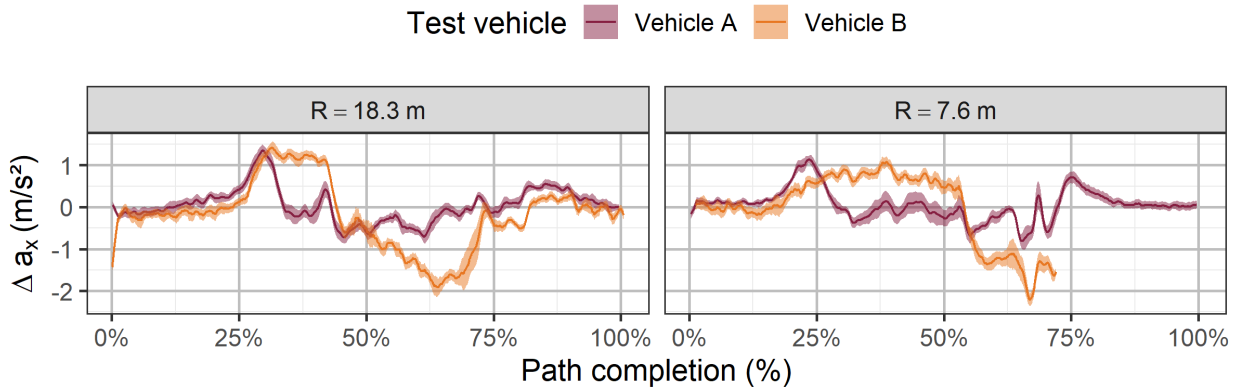 Test vehicle Vehicle A Vehicle B
R = 18.3 m R = 7.6 m
Δ aₓ (m/s²)
1
0
-1
-2
0% 25% 50% 75% 100% 0% 25% 50% 75% 100%
Path completion (%)